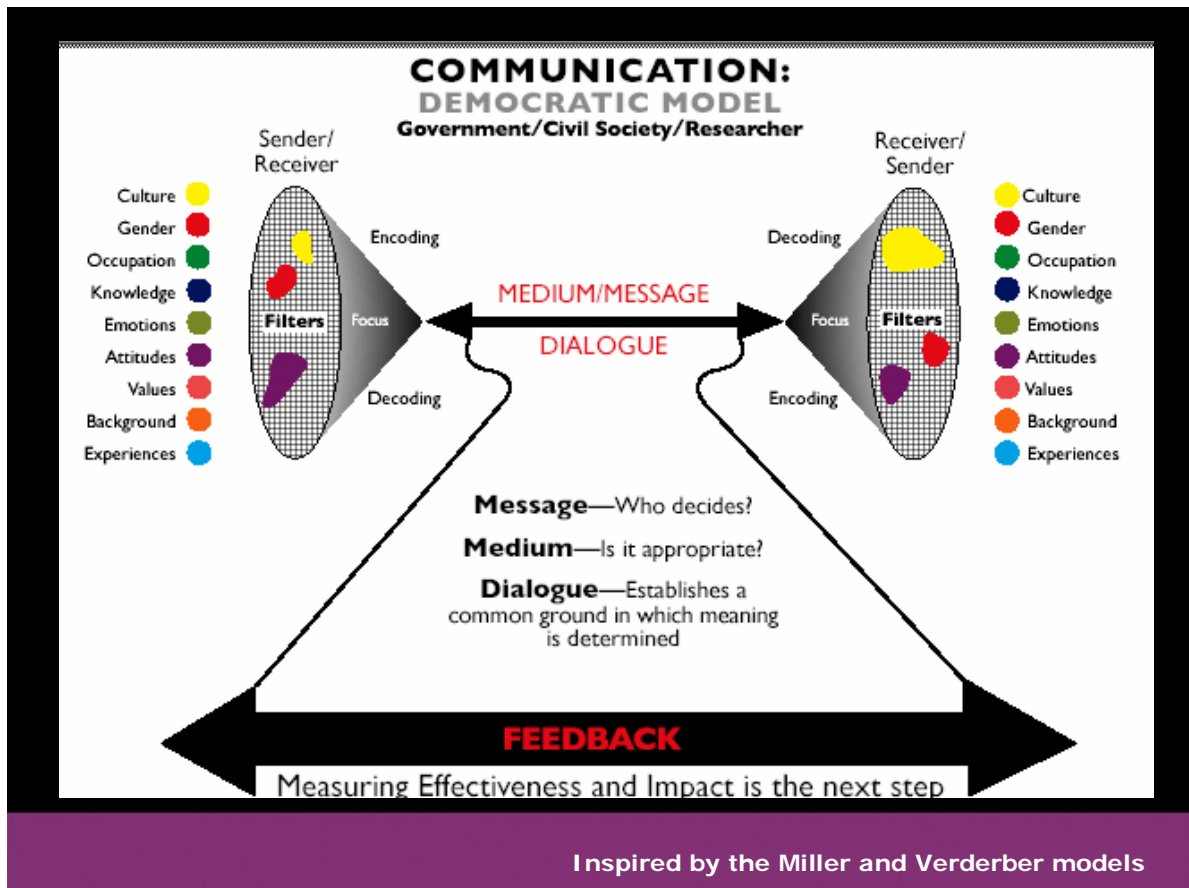 COMMUNICATION:
DEMOCRATIC MODEL
Government/Civil Society/Researcher
Sender/
Receiver
Culture
Gender
Occupation
Knowledge
Emotions
Attitudes
Values
Background
Experiences
Filters
Focus
Encoding
Decoding
MEDIUM/MESSAGE
DIALOGUE
Receiver/
Sender
Decoding
Encoding
Focus
Filters
Culture
Gender
Occupation
Knowledge
Emotions
Attitudes
Values
Background
Experiences
Message—Who decides?
Medium—Is it appropriate?
Dialogue—Establishes a
common ground in which meaning
is determined
FEEDBACK
Measuring Effectiveness and Impact is the next step
Inspired by the Miller and Verderber models